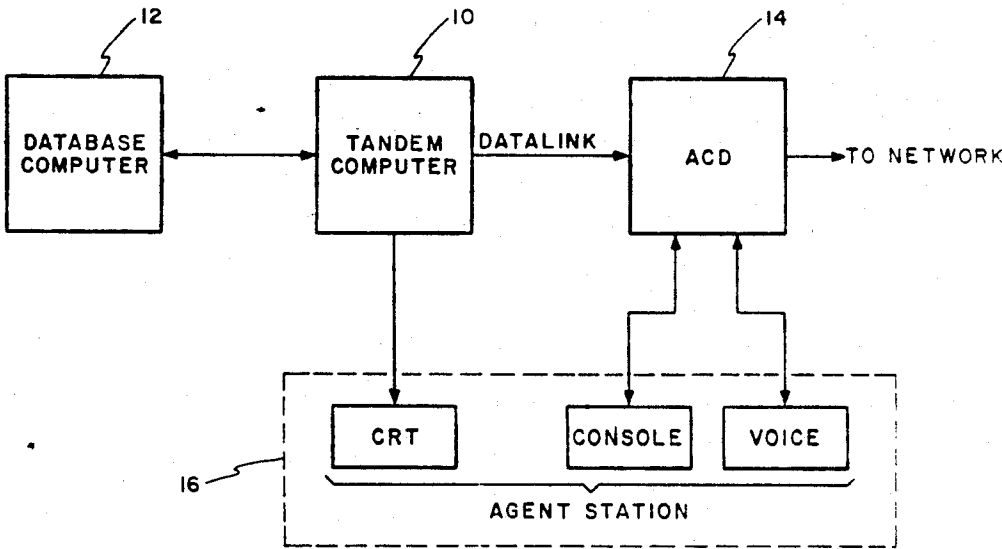 12
10
14
DATABASE
COMPUTER
TANDEM
COMPUTER
DATALINK
ACD
TO NETWORK
CRT
CONSOLE
VOICE
16
AGENT STATION